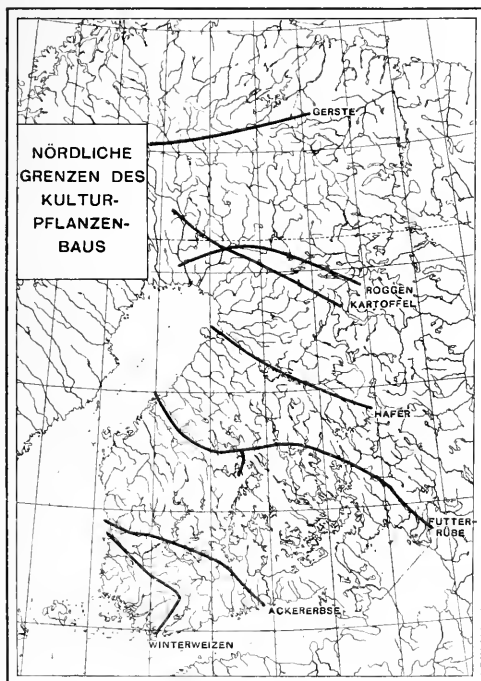 NÖRDLICHE
GRENZEN DES
KULTUR-
PFLANZEN-
BAUS
GERSTE
ROGGEN
KARTOFFEL
HAFER
FUTTER-
RÜBE
ACKERERBSE
WINTERWEIZEN